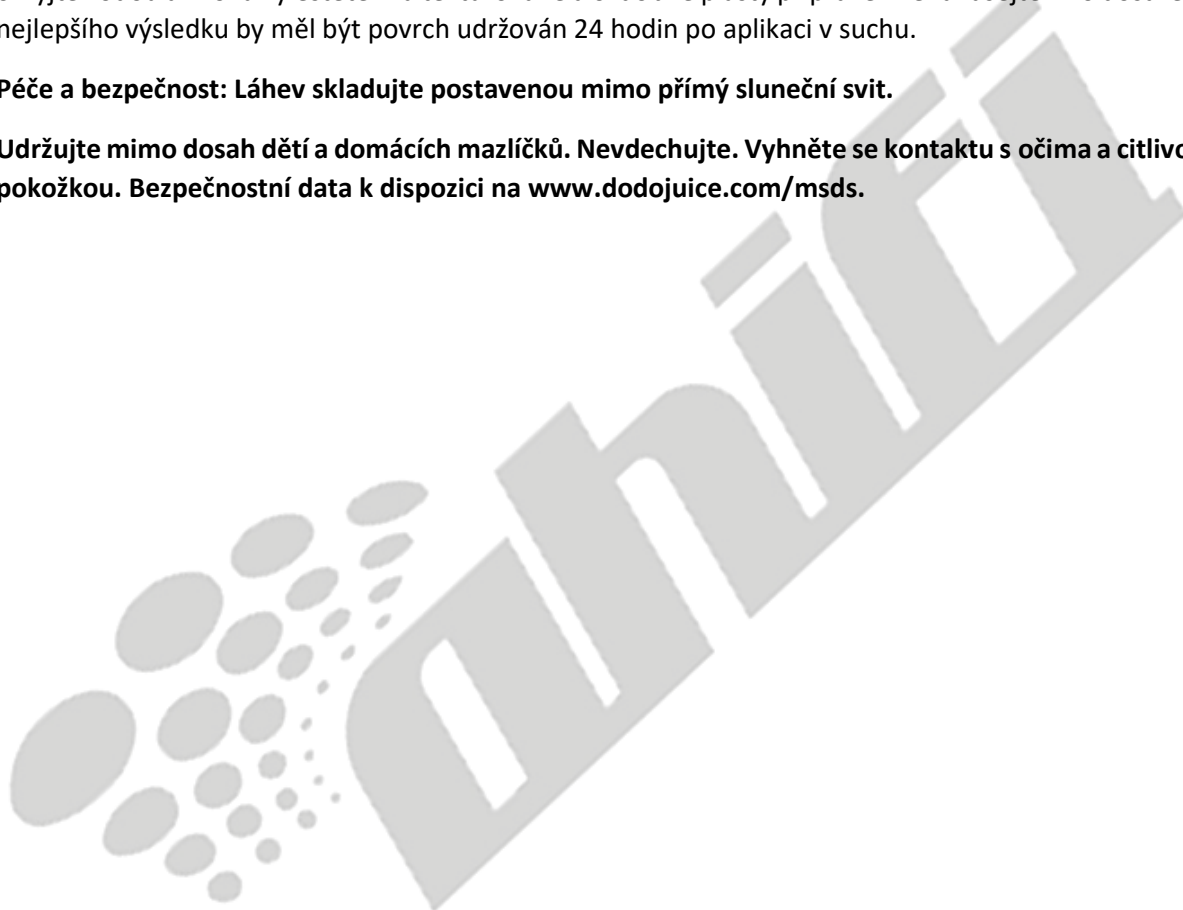 nejlepšího výsledku by měl být povrch udržován 24 hodin po aplikaci v suchu.
Péče a bezpečnost: Láhev skladujte postavenou mimo přímý sluneční svit.
Udržujte mimo dosah dětí a domácích mazlíčků. Nevdechujte. Vyhněte se kontaktu s očima a citlivo
pokožkou. Bezpečnostní data k dispozici na www.dodojuice.com/msds.
ahifi